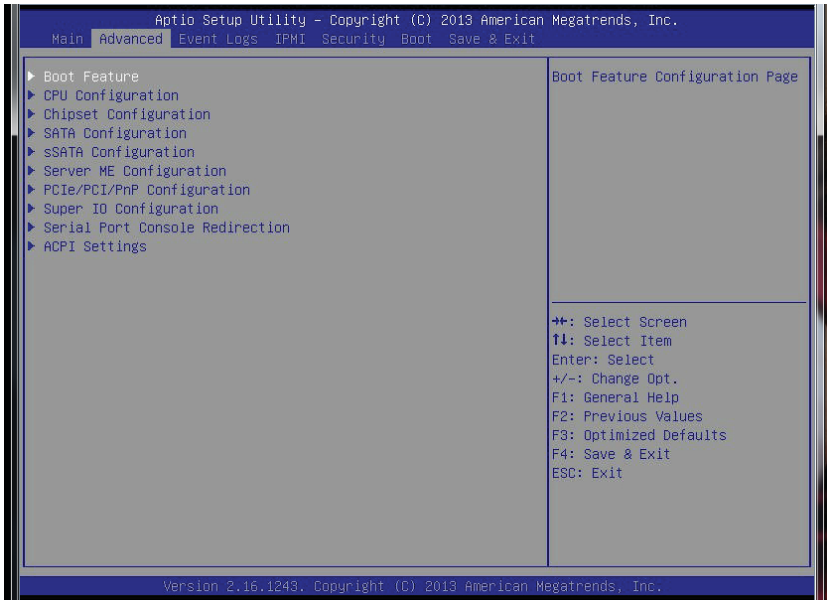 Aptio Setup Utility – Copyright (C) 2013 American Megatrends, Inc.
Main Advanced Event Logs IPMI Security Boot Save & Exit
Boot Feature
CPU Configuration
Chipset Configuration
SATA Configuration
sSATA Configuration
Server ME Configuration
PCIe/PCI/PnP Configuration
Super IO Configuration
Serial Port Console Redirection
ACPI Settings
Boot Feature Configuration Page
→←: Select Screen
↑↓: Select Item
Enter: Select
+/-: Change Opt.
F1: General Help
F2: Previous Values
F3: Optimized Defaults
F4: Save & Exit
ESC: Exit
Version 2.16.1243. Copyright (C) 2013 American Megatrends, Inc.